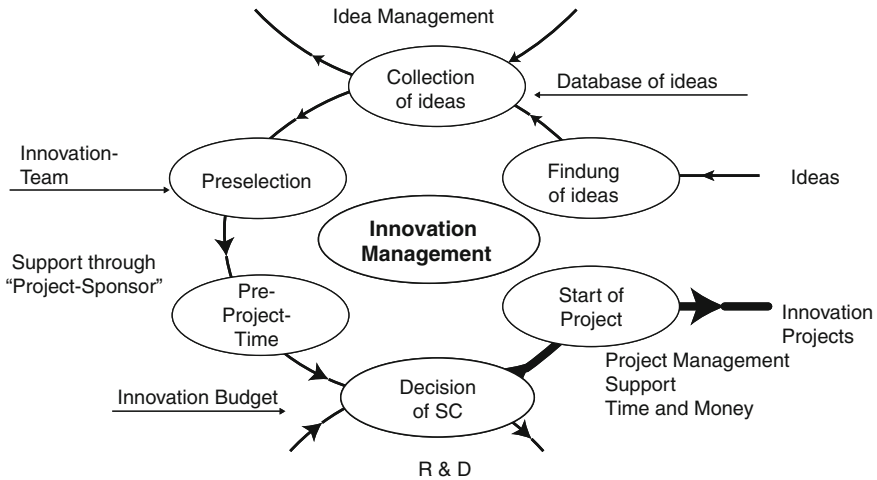 Idea Management
Collection
of ideas
Database of ideas
Innovation-
Team
Preselection
Findung
of ideas
Ideas
Innovation
Management
Support through
“Project-Sponsor”
Pre-
Project-
Time
Start of
Project
Innovation
Projects
Project Management
Support
Time and Money
Innovation Budget
Decision
of SC
R & D